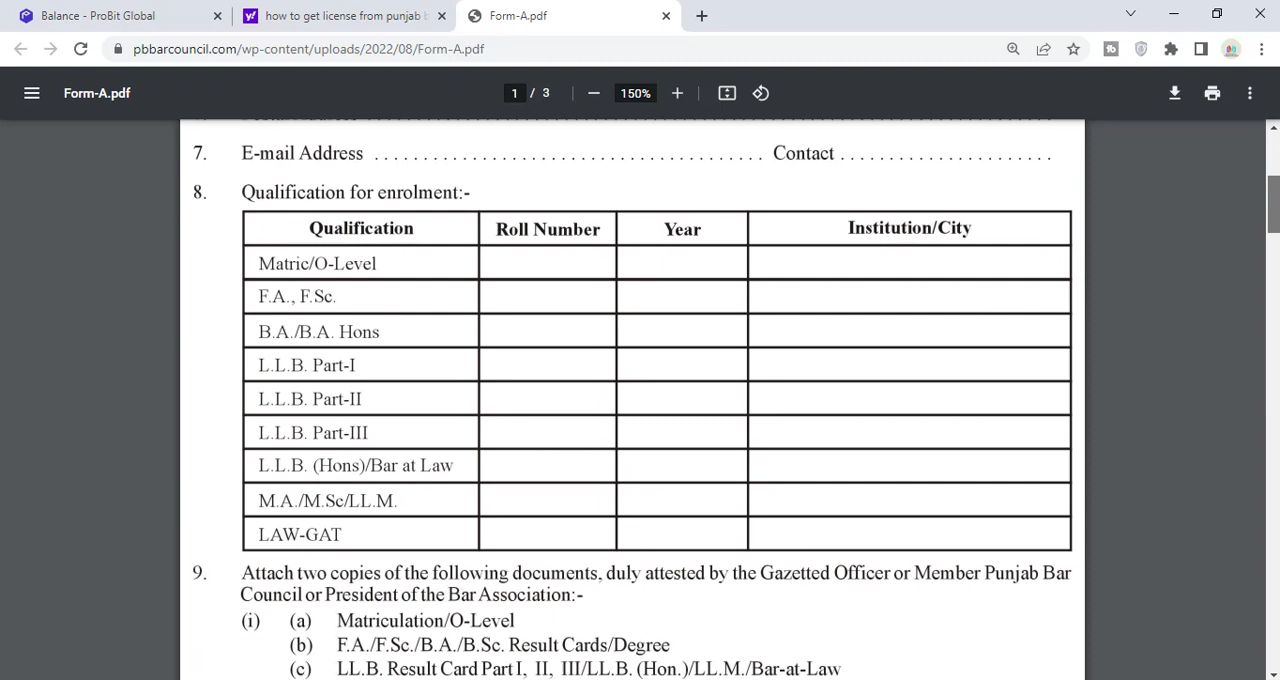 Balance - ProBit Global
how to get license from punjab b
Form-A.pdf
pbbarcouncil.com/wp-content/uploads/2022/08/Form-A.pdf
Form-A.pdf
1 / 3
150%
7. E-mail Address ........................................ Contact ......................
8. Qualification for enrolment:-
Qualification Roll Number Year Institution/City
Matric/O-Level
F.A., F.Sc.
B.A./B.A. Hons
L.L.B. Part-I
L.L.B. Part-II
L.L.B. Part-III
L.L.B. (Hons)/Bar at Law
M.A./M.Sc/LL.M.
LAW-GAT
9. Attach two copies of the following documents, duly attested by the Gazetted Officer or Member Punjab Bar
Council or President of the Bar Association:-
(i) (a) Matriculation/O-Level
(b) F.A./F.Sc./B.A./B.Sc. Result Cards/Degree
(c) LL.B. Result Card Part I, II, III/LL.B. (Hon.)/LL.M./Bar-at-Law